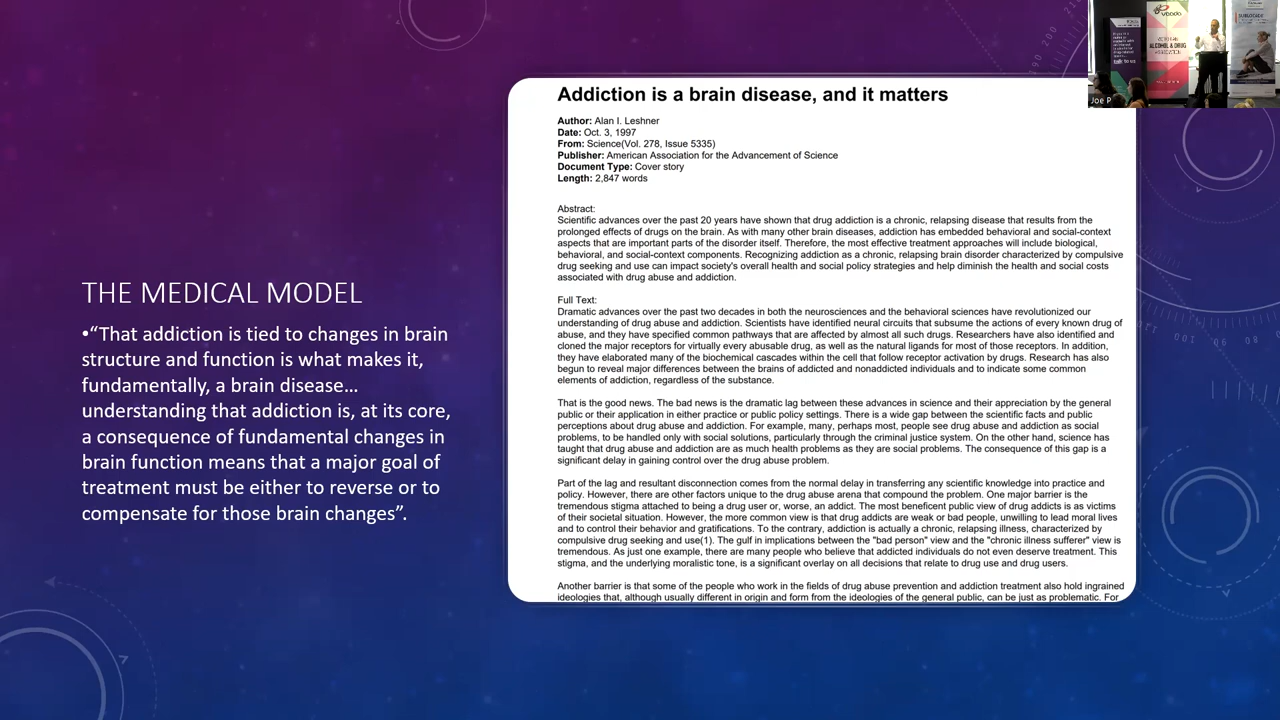 THE MEDICAL MODEL
•“That addiction is tied to changes in brain
structure and function is what makes it,
fundamentally, a brain disease…
understanding that addiction is, at its core,
a consequence of fundamental changes in
brain function means that a major goal of
treatment must be either to reverse or to
compensate for those brain changes”.
Addiction is a brain disease, and it matters
Author: Alan I. Leshner
Date: Oct. 3, 1997
From: Science(Vol. 278, Issue 5335)
Publisher: American Association for the Advancement of Science
Document Type: Cover story
Length: 2,847 words
Abstract:
Scientific advances over the past 20 years have shown that drug addiction is a chronic, relapsing disease that results from the
prolonged effects of drugs on the brain. As with many other brain diseases, addiction has embedded behavioral and social-context
aspects that are important parts of the disorder itself. Therefore, the most effective treatment approaches will include biological,
behavioral, and social-context components. Recognizing addiction as a chronic, relapsing brain disorder characterized by compulsive
drug seeking and use can impact society's overall health and social policy strategies and help diminish the health and social costs
associated with drug abuse and addiction.
Full Text:
Dramatic advances over the past two decades in both the neurosciences and the behavioral sciences have revolutionized our
understanding of drug abuse and addiction. Scientists have identified neural circuits that subsume the actions of every known drug of
abuse, and they have specified common pathways that are affected by almost all such drugs. Researchers have also identified and
cloned the major receptors for virtually every abusable drug, as well as the natural ligands for most of those receptors. In addition,
they have elaborated many of the biochemical cascades within the cell that follow receptor activation by drugs. Research has also
begun to reveal major differences between the brains of addicted and nonaddicted individuals and to indicate some common
elements of addiction, regardless of the substance.
That is the good news. The bad news is the dramatic lag between these advances in science and their appreciation by the general
public or their application in either practice or public policy settings. There is a wide gap between the scientific facts and public
perceptions about drug abuse and addiction. For example, many, perhaps most, people see drug abuse and addiction as social
problems, to be handled only with social solutions, particularly through the criminal justice system. On the other hand, science has
taught that drug abuse and addiction are as much health problems as they are social problems. The consequence of this gap is a
significant delay in gaining control over the drug abuse problem.
Part of the lag and resultant disconnection comes from the normal delay in transferring any scientific knowledge into practice and
policy. However, there are other factors unique to the drug abuse arena that compound the problem. One major barrier is the
tremendous stigma attached to being a drug user or, worse, an addict. The most beneficent public view of drug addicts is as victims
of their societal situation. However, the more common view is that drug addicts are weak or bad people, unwilling to lead moral lives
and to control their behavior and gratifications. To the contrary, addiction is actually a chronic, relapsing illness, characterized by
compulsive drug seeking and use(1). The gulf in implications between the "bad person" view and the "chronic illness sufferer" view is
tremendous. As just one example, there are many people who believe that addicted individuals do not even deserve treatment. This
stigma, and the underlying moralistic tone, is a significant overlay on all decisions that relate to drug use and drug users.
Another barrier is that some of the people who work in the fields of drug abuse prevention and addiction treatment also hold ingrained
ideologies that, although usually different in origin and form from the ideologies of the general public, can be just as problematic. For
ALCOHOL & DRUG
talk to us
Joe P